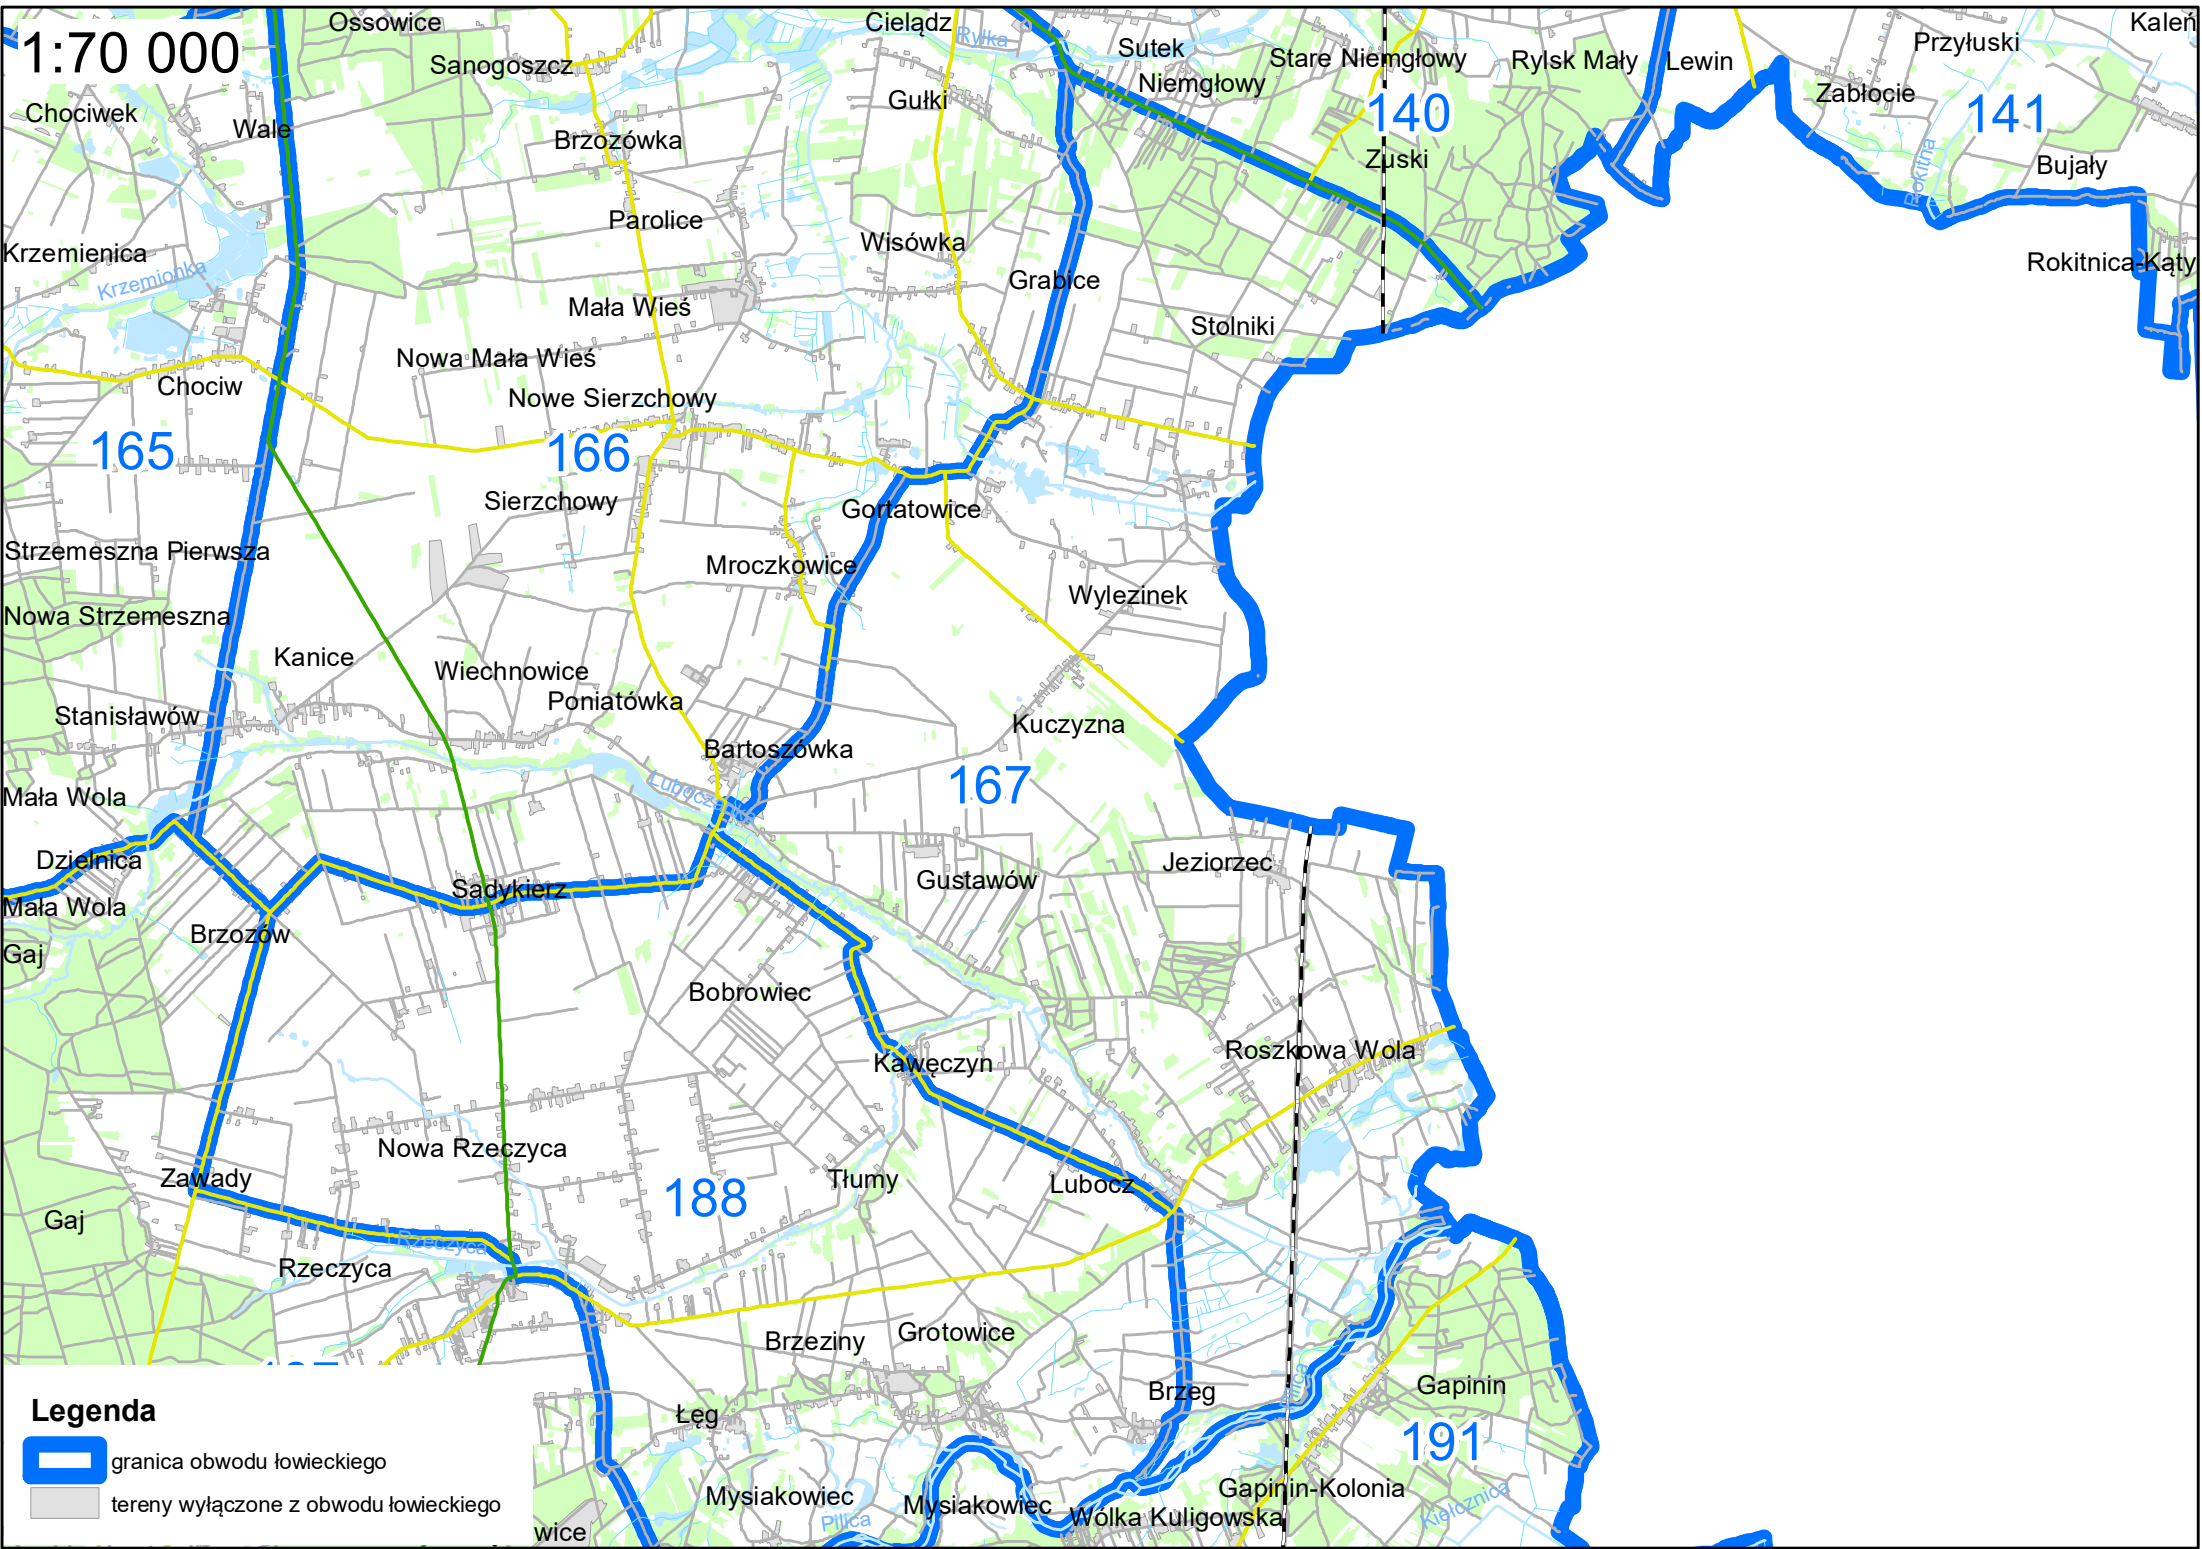 1:70 000
Ossowice
Cielądz
Rylka
Kaleń
Sutek
Stare Niemgłowy
Rylsk Mały
Lewin
Przyłuski
Sanogoszcz
Niemgłowy
Chociwek
Gułki
140
Zabłocie
141
Wale
Brzozówka
Zuski
Bujały
Rokitna
Parolice
Wisówka
Krzemienica
Krzemionka
Grabice
Rokitnica-Kąty
Mała Wieś
Stolniki
Nowa Mała Wieś
Chociw
Nowe Sierzchowy
165
166
Sierzchowy
Gortatowice
Strzemeszna Pierwsza
Mroczkowice
Wylezinek
Nowa Strzemeszna
Kanice
Wiechnowice
Poniatówka
Stanisławów
Kuczyzna
Bartoszówka
167
Mała Wola
Dzielnica
Jeziorzec
Sadykierz
Gustawów
Mała Wola
Brzozów
Gaj
Bobrowiec
Roszkowa Wola
Kawęczyn
Nowa Rzeczyca
Zawady
188
Tłumy
Lubocz
Gaj
Rzeczyca
Rzeczyca
Brzeziny
Grotowice
Brzeg
Gapinin
Pilica
Łęg
191
Legenda
granica obwodu łowieckiego
tereny wyłączone z obwodu łowieckiego
Mysiakowiec
Mysiakowiec
Gapinin-Kolonia
Wólka Kuligowska
Kiełcznica
Pilica
wice